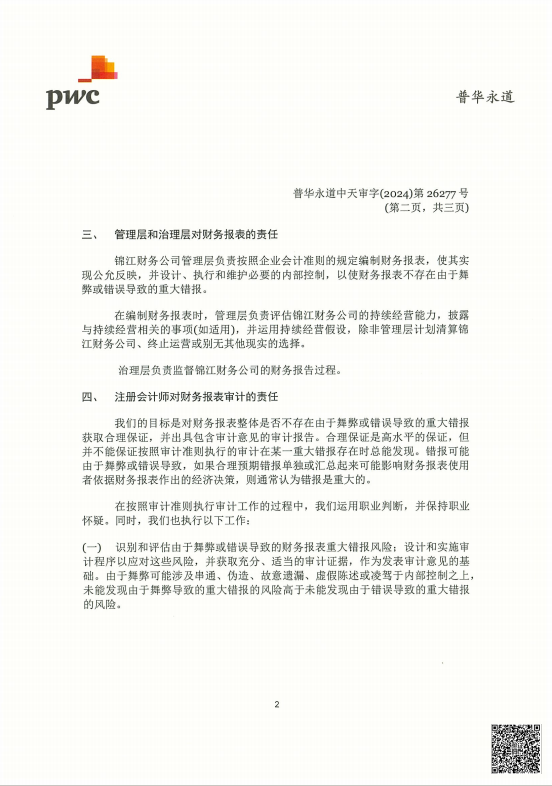 pwc
普华永道
普华永道中天审字(2024)第 26277 号
(第二页，共三页)
三、 管理层和治理层对财务报表的责任
锦江财务公司管理层负责按照企业会计准则的规定编制财务报表，使其实
现公允反映，并设计、执行和维护必要的内部控制，以使财务报表不存在由于舞
弊或错误导致的重大错报。
在编制财务报表时，管理层负责评估锦江财务公司的持续经营能力，披露
与持续经营相关的事项(如适用)，并运用持续经营假设，除非管理层计划清算锦
江财务公司、终止运营或别无其他现实的选择。
治理层负责监督锦江财务公司的财务报告过程。
四、 注册会计师对财务报表审计的责任
我们的目标是对财务报表整体是否不存在由于舞弊或错误导致的重大错报
获取合理保证，并出具包含审计意见的审计报告。合理保证是高水平的保证，但
并不能保证按照审计准则执行的审计在某一重大错报存在时总能发现。错报可能
由于舞弊或错误导致，如果合理预期错报单独或汇总起来可能影响财务报表使用
者依据财务报表作出的经济决策，则通常认为错报是重大的。
在按照审计准则执行审计工作的过程中，我们运用职业判断，并保持职业
怀疑。同时，我们也执行以下工作：
(一) 识别和评估由于舞弊或错误导致的财务报表重大错报风险；设计和实施审
计程序以应对这些风险，并获取充分、适当的审计证据，作为发表审计意见的基
础。由于舞弊可能涉及串通、伪造、故意遗漏、虚假陈述或凌驾于内部控制之上，
未能发现由于舞弊导致的重大错报的风险高于未能发现由于错误导致的重大错报
的风险。
2